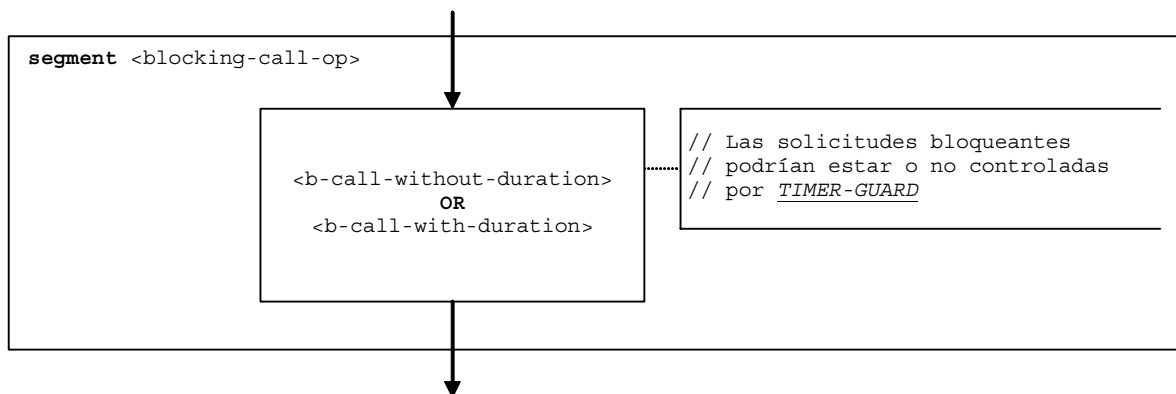 segment <blocking-call-op>
<b-call-without-duration>
OR
<b-call-with-duration>
// Las solicitudes bloqueantes
// podrían estar o no controladas
// por TIMER-GUARD